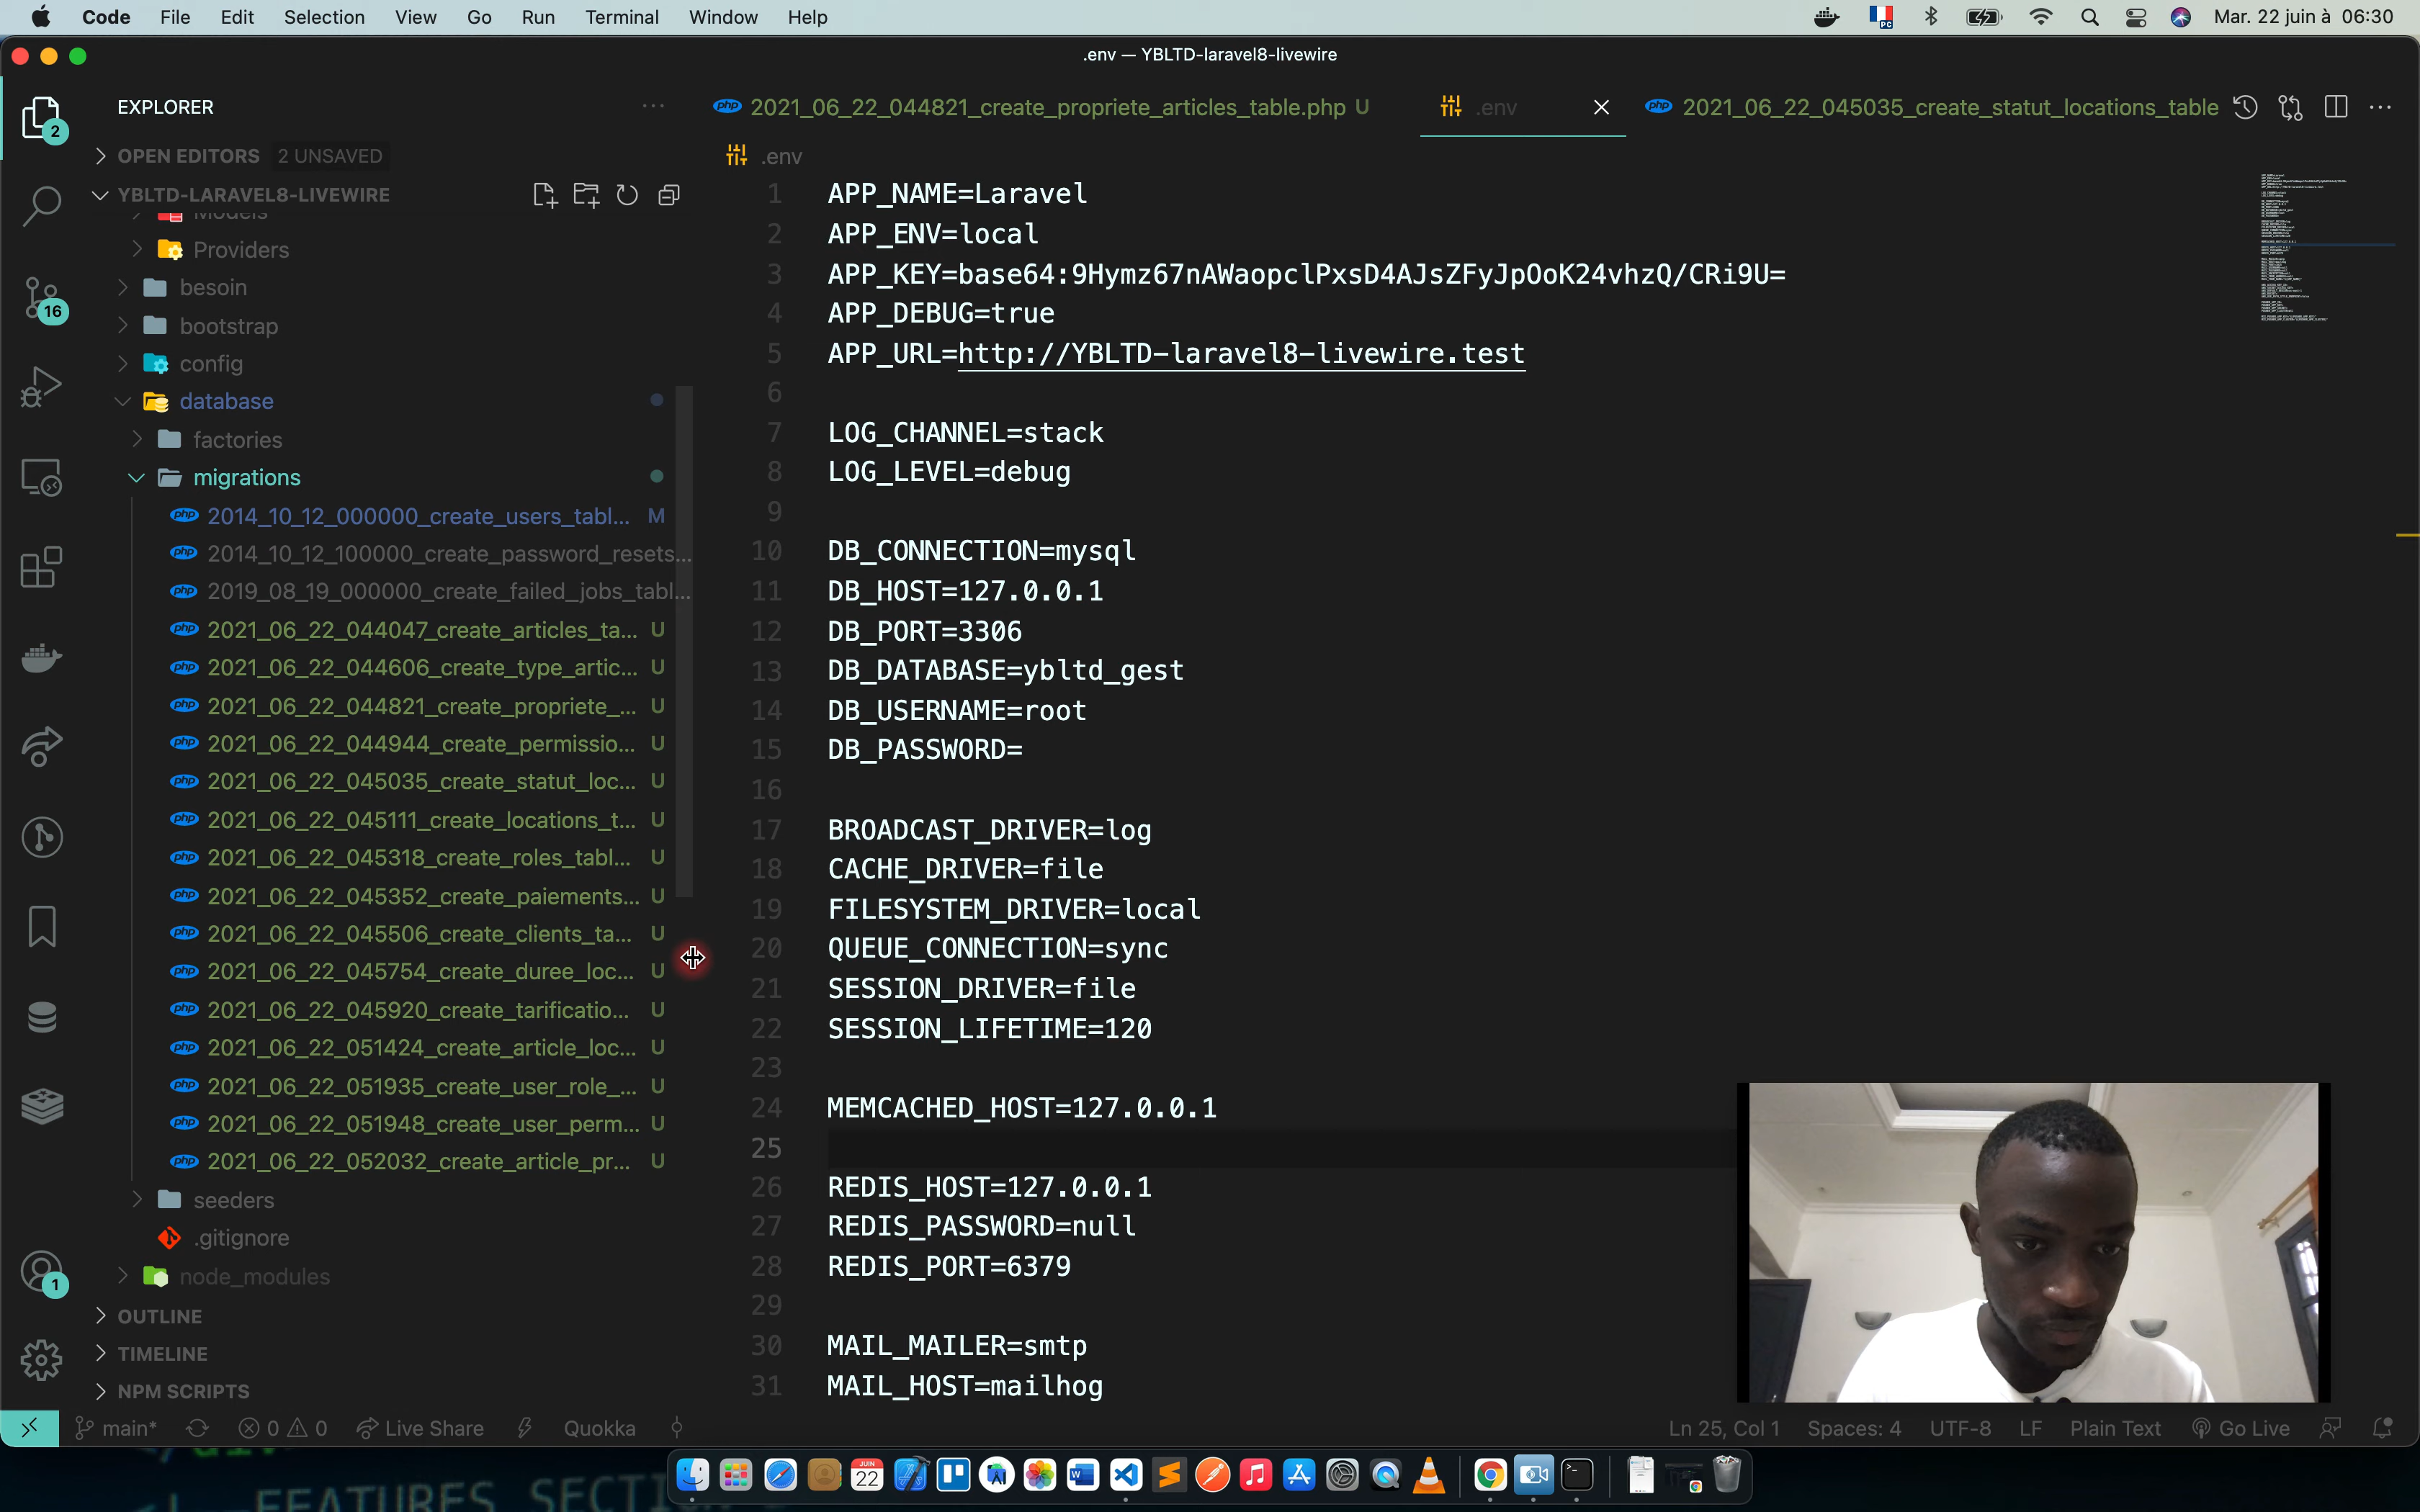 Code File Edit Selection View Go Run Terminal Window Help Mar. 22 juin à 06:30
.env — YBLTD-laravel8-livewire
EXPLORER
OPEN EDITORS 2 UNSAVED
YBLTD-LARAVEL8-LIVEWIRE
Models
Providers
besoin
bootstrap
config
database
factories
migrations
2014_10_12_000000_create_users_tabl... M
2014_10_12_100000_create_password_resets...
2019_08_19_000000_create_failed_jobs_tabl...
2021_06_22_044047_create_articles_ta... U
2021_06_22_044606_create_type_artic... U
2021_06_22_044821_create_propriete_... U
2021_06_22_044944_create_permissio... U
2021_06_22_045035_create_statut_loc... U
2021_06_22_045111_create_locations_t... U
2021_06_22_045318_create_roles_tabl... U
2021_06_22_045352_create_paiements... U
2021_06_22_045506_create_clients_ta... U
2021_06_22_045754_create_duree_loc... U
2021_06_22_045920_create_tarificatio... U
2021_06_22_051424_create_article_loc... U
2021_06_22_051935_create_user_role_... U
2021_06_22_051948_create_user_perm... U
2021_06_22_052032_create_article_pr... U
seeders
.gitignore
node_modules
OUTLINE
TIMELINE
NPM SCRIPTS
2
16
1
2021_06_22_044821_create_propriete_articles_table.php U .env 2021_06_22_045035_create_statut_locations_table
.env
1 APP_NAME=Laravel
2 APP_ENV=local
3 APP_KEY=base64:9Hymz67nAWaopclPxsD4AJsZFyJpOoK24vhzQ/CRi9U=
4 APP_DEBUG=true
5 APP_URL=http://YBLTD-laravel8-livewire.test
6
7 LOG_CHANNEL=stack
8 LOG_LEVEL=debug
9
10 DB_CONNECTION=mysql
11 DB_HOST=127.0.0.1
12 DB_PORT=3306
13 DB_DATABASE=ybltd_gest
14 DB_USERNAME=root
15 DB_PASSWORD=
16
17 BROADCAST_DRIVER=log
18 CACHE_DRIVER=file
19 FILESYSTEM_DRIVER=local
20 QUEUE_CONNECTION=sync
21 SESSION_DRIVER=file
22 SESSION_LIFETIME=120
23
24 MEMCACHED_HOST=127.0.0.1
25
26 REDIS_HOST=127.0.0.1
27 REDIS_PASSWORD=null
28 REDIS_PORT=6379
29
30 MAIL_MAILER=smtp
31 MAIL_HOST=mailhog
main* 0 0 Live Share Quokka Ln 25, Col 1 Spaces: 4 UTF-8 LF Plain Text Go Live
FEATURES SECTI
JUIN
22